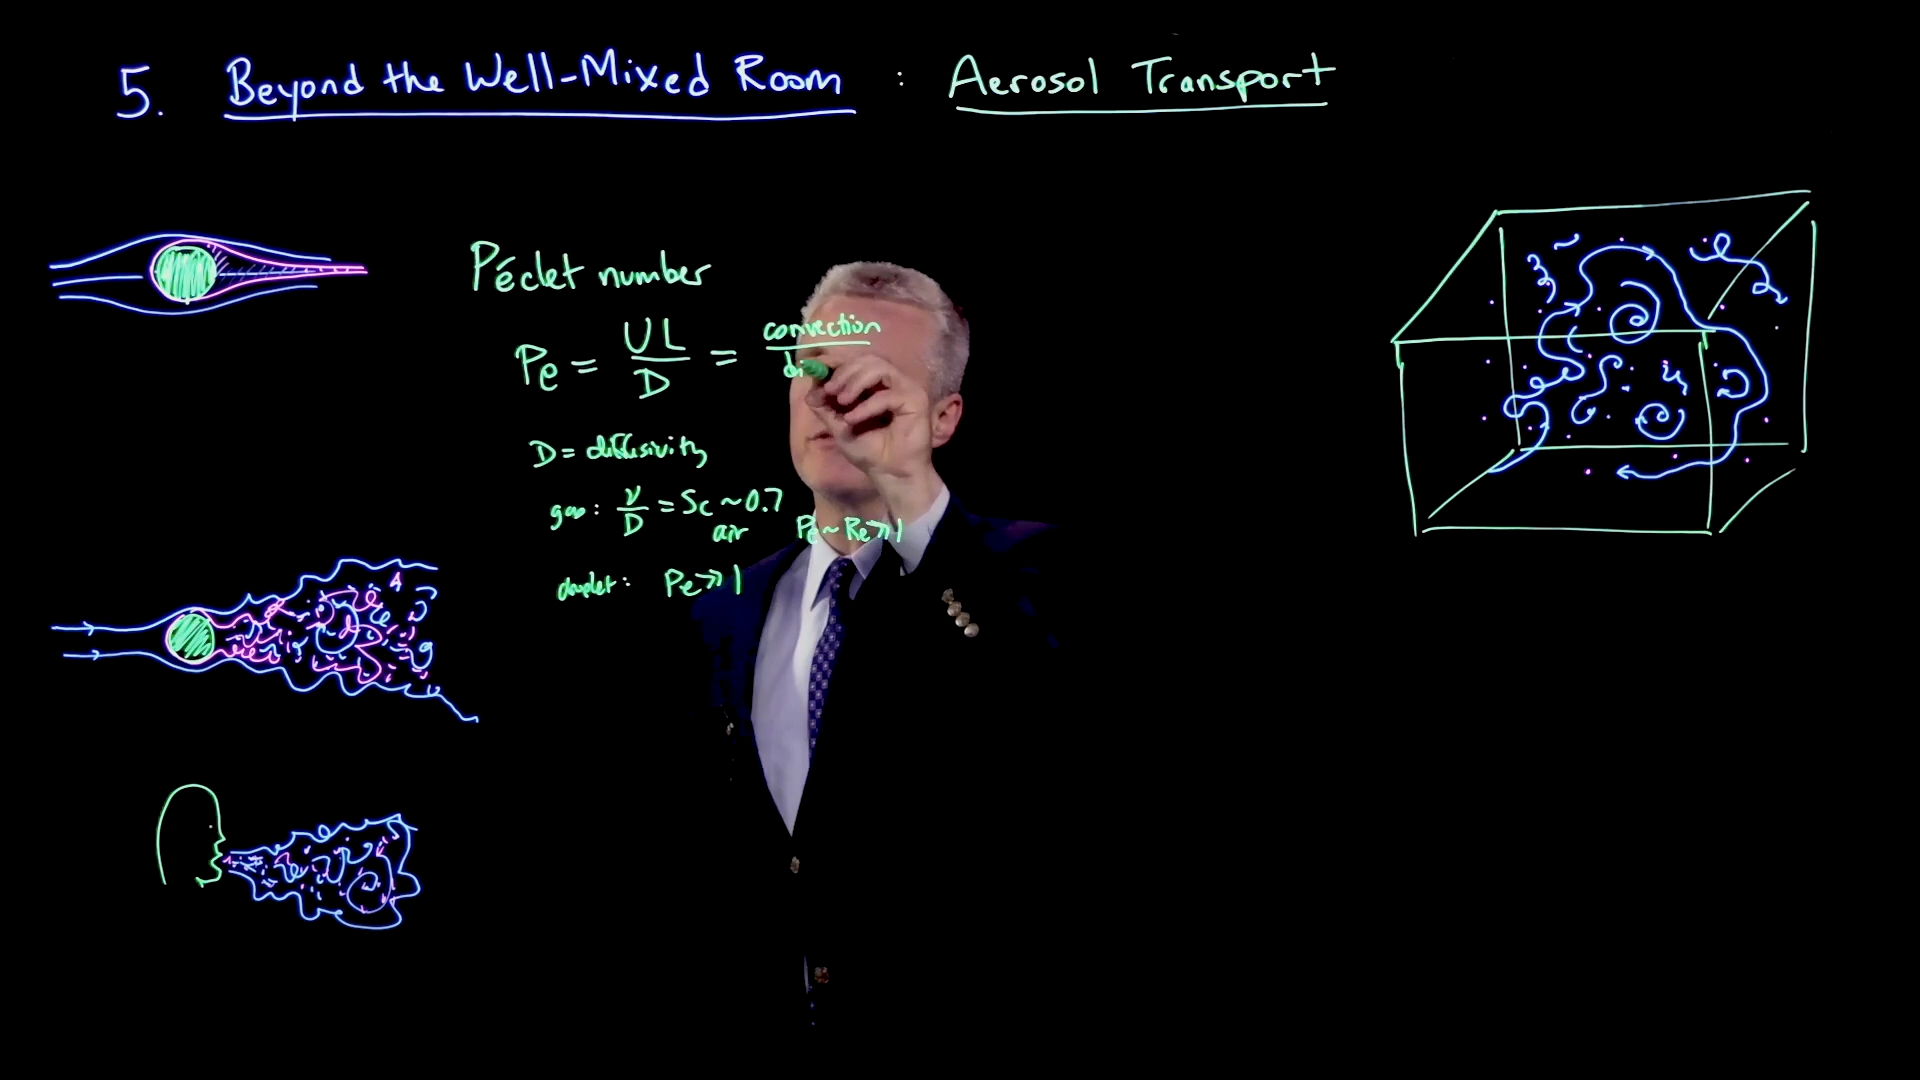 5. Beyond the Well-Mixed Room : Aerosol Transport
Péclet number
Pe = UL/D = convection/di
D = diffusivity
gas: ν/D = Sc ~ 0.7
air Pe ~ Re >> 1
droplet: Pe >> 1